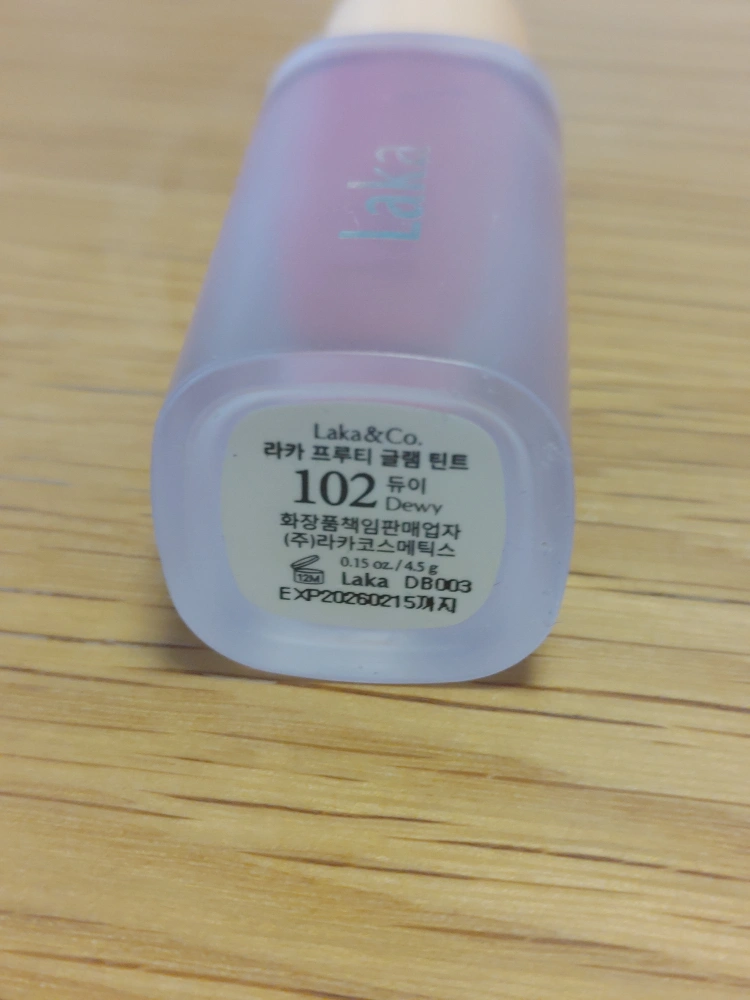 Laka
Laka&Co.
라카 프루티 글램 틴트
102 듀이
Dewy
화장품책임판매업자
(주)라카코스메틱스
12M 0.15 oz./4.5 g
Laka DB003
EXP20260215까지